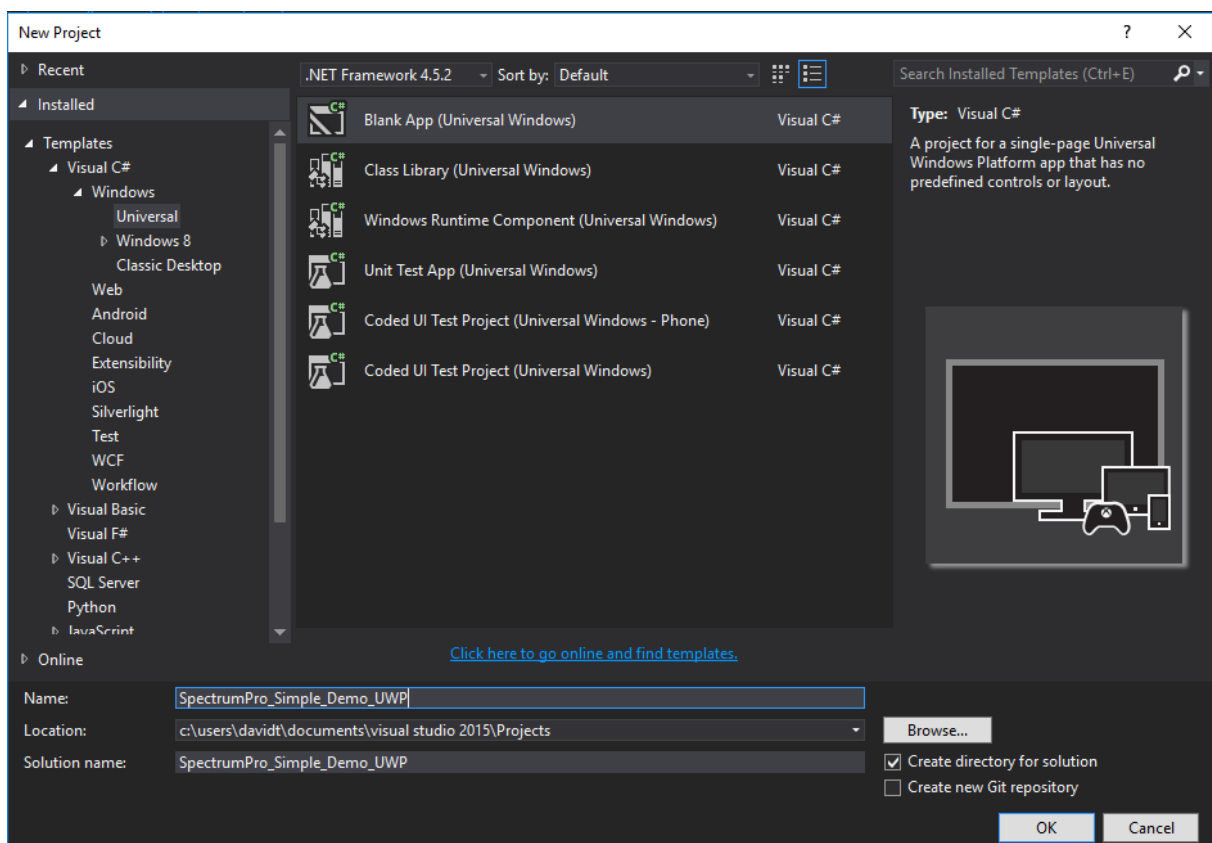 New Project
?
Recent
.NET Framework 4.5.2
Sort by:
Default
Search Installed Templates (Ctrl+E)
Installed
Templates
Visual C#
Windows
Universal
Windows 8
Classic Desktop
Web
Android
Cloud
Extensibility
iOS
Silverlight
Test
WCF
Workflow
Visual Basic
Visual F#
Visual C++
SQL Server
Python
JavaScript
Online
C# Blank App (Universal Windows) Visual C#
C# Class Library (Universal Windows) Visual C#
C# Windows Runtime Component (Universal Windows) Visual C#
C# Unit Test App (Universal Windows) Visual C#
C# Coded UI Test Project (Universal Windows - Phone) Visual C#
C# Coded UI Test Project (Universal Windows) Visual C#
Click here to go online and find templates.
Type: Visual C#
A project for a single-page Universal
Windows Platform app that has no
predefined controls or layout.
Name: SpectrumPro_Simple_Demo_UWP
Location: c:\users\davidt\documents\visual studio 2015\Projects
Browse...
Solution name: SpectrumPro_Simple_Demo_UWP
Create directory for solution
Create new Git repository
OK
Cancel